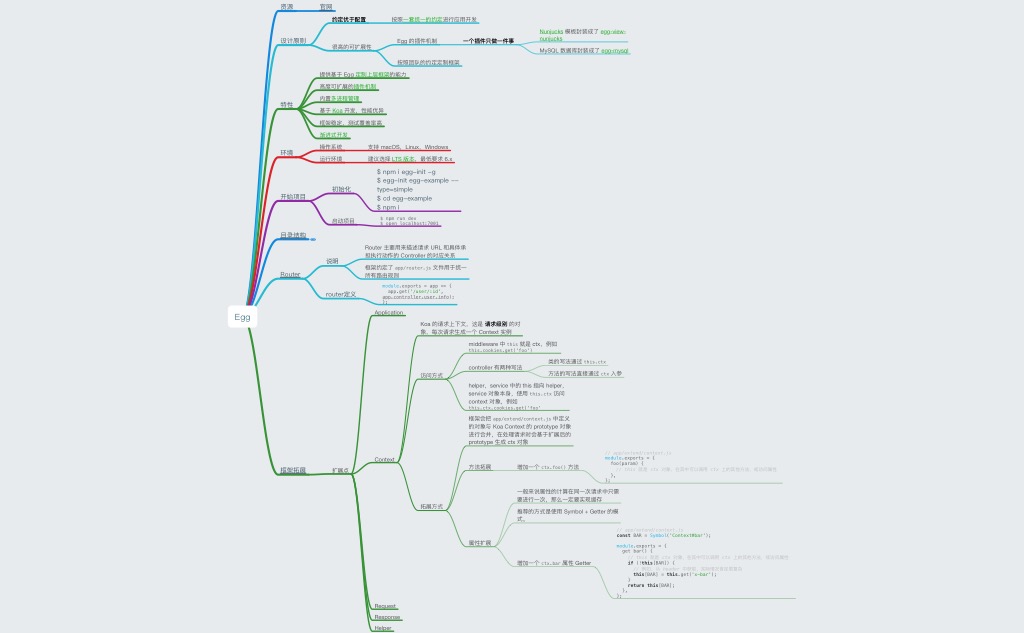 资源
官网
设计原则
约定优于配置
按照一套统一的约定进行应用开发
很高的可扩展性
Egg 的插件机制
一个插件只做一件事
Nunjucks 模板封装成了 egg-view-
nunjucks
MySQL 数据库封装成了 egg-mysql
按照团队的约定定制框架
特性
提供基于 Egg 定制上层框架的能力
高度可扩展的插件机制
内置多进程管理
基于 Koa 开发，性能优异
框架稳定，测试覆盖率高
渐进式开发
环境
操作系统
支持 macOS、Linux、Windows
运行环境
建议选择 LTS 版本，最低要求 8.x
开始项目
初始化
$ npm i egg-init -g
$ egg-init egg-example --
type=simple
$ cd egg-example
$ npm i
启动项目
$ npm run dev
$ open localhost:7001
目录结构
Router
说明
Router 主要用来描述请求 URL 和具体承
担执行动作的 Controller 的对应关系
框架约定了 app/router.js 文件用于统一
所有路由规则
router定义
module.exports = app => {
app.get('/user/:id',
app.controller.user.info);
};
Egg
框架拓展
扩展点
Application
Context
Koa 的请求上下文，这是 请求级别 的对
象，每次请求生成一个 Context 实例
访问方式
middleware 中 this 就是 ctx，例如
this.cookies.get('foo')
controller 有两种写法
类的写法通过 this.ctx
方法的写法直接通过 ctx 入参
helper，service 中的 this 指向 helper，
service 对象本身，使用 this.ctx 访问
context 对象，例如
this.ctx.cookies.get('foo'
拓展方式
框架会把 app/extend/context.js 中定义
的对象与 Koa Context 的 prototype 对象
进行合并，在处理请求时会基于扩展后的
prototype 生成 ctx 对象
方法拓展
增加一个 ctx.foo() 方法
// app/extend/context.js
module.exports = {
foo(param) {
// this 就是 ctx 对象，在其中可以调用 ctx 上的其他方法，或访问属性
},
};
属性扩展
一般来说属性的计算在同一次请求中只需
要进行一次，那么一定要实现缓存
推荐的方式是使用 Symbol + Getter 的模
式。
增加一个 ctx.bar 属性 Getter
// app/extend/context.js
const BAR = Symbol('Context#bar');
module.exports = {
get bar() {
// this 就是 ctx 对象，在其中可以调用 ctx 上的其他方法，或访问属性
if (!this[BAR]) {
this[BAR] = this.get('x-bar');
}
return this[BAR];
},
};
Request
Response
Helper